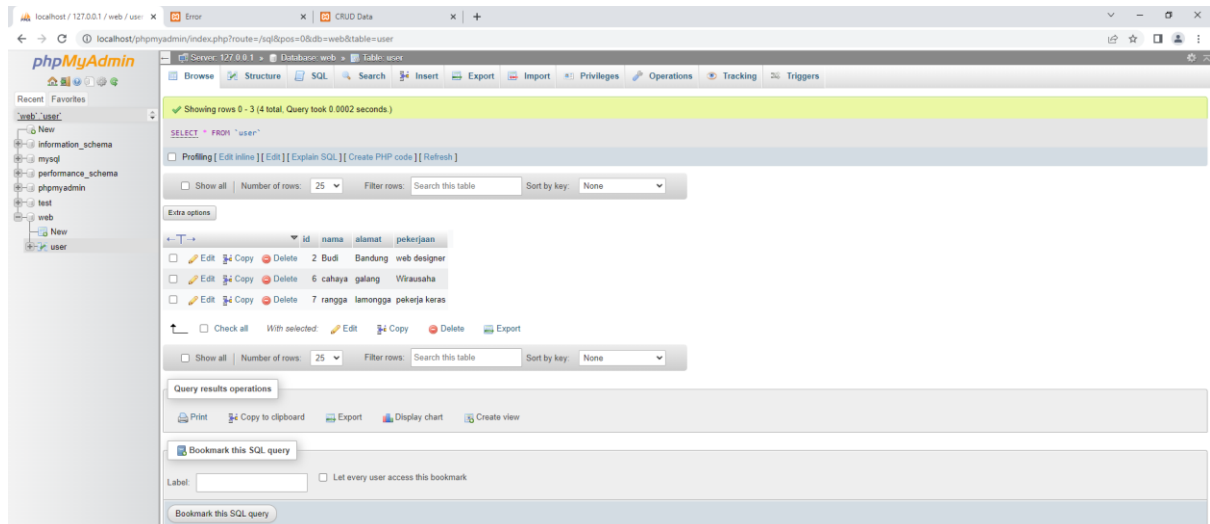 localhost / 127.0.0.1 / web / user
Error
CRUD Data
localhost/phpmyadmin/index.php?route=/sql&pos=0&db=web&table=user
phpMyAdmin
Recent Favorites
`web`.`user`
New
information_schema
mysql
performance_schema
phpmyadmin
test
web
New
user
Server: 127.0.0.1 » Database: web » Table: user
Browse Structure SQL Search Insert Export Import Privileges Operations Tracking Triggers
Showing rows 0 - 3 (4 total, Query took 0.0002 seconds.)
SELECT * FROM `user`
Profiling [ Edit inline ] [ Edit ] [ Explain SQL ] [ Create PHP code ] [ Refresh ]
Show all | Number of rows: 25 Filter rows: Search this table Sort by key: None
Extra options
←T→ id nama alamat pekerjaan
Edit Copy Delete 2 Budi Bandung web designer
Edit Copy Delete 6 cahaya galang Wirausaha
Edit Copy Delete 7 rangga lamongga pekerja keras
Check all With selected: Edit Copy Delete Export
Show all | Number of rows: 25 Filter rows: Search this table Sort by key: None
Query results operations
Print Copy to clipboard Export Display chart Create view
Bookmark this SQL query
Label: Let every user access this bookmark
Bookmark this SQL query